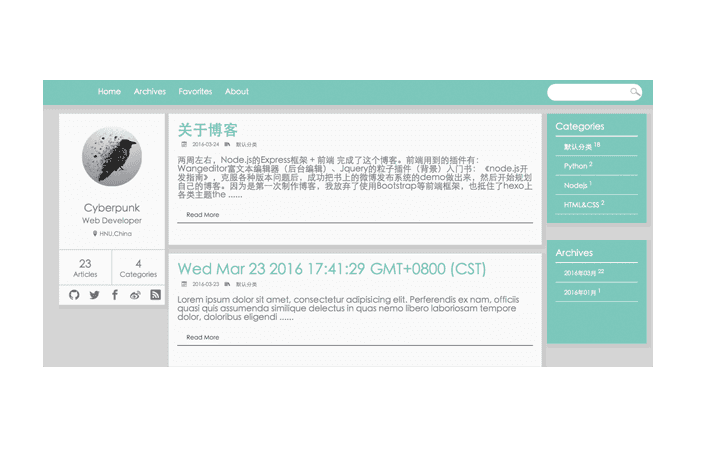 Home Archives Favorites About
Cyberpunk
Web Developer
HNU,China
23 4
Articles Categories
关于博客
2016-03-24 默认分类
两周左右，Node.js的Express框架 + 前端 完成了这个博客。前端用到的插件有：
Wangeditor富文本编辑器（后台编辑）、Jquery的粒子插件（背景）入门书：《node.js开
发指南》，克服各种版本问题后，成功把书上的微博发布系统的demo做出来，然后开始规划
自己的博客。因为是第一次制作博客，我放弃了使用Bootstrap等前端框架，也抵住了hexo上
各类主题the ......
Read More
Wed Mar 23 2016 17:41:29 GMT+0800 (CST)
2016-03-23 默认分类
Lorem ipsum dolor sit amet, consectetur adipisicing elit. Perferendis ex nam, officiis
quasi quis assumenda similique delectus in quas nemo libero laboriosam tempore
dolor, doloribus eligendi ......
Read More
Categories
默认分类 18
Python 3
Nodejs 1
HTML&CSS 2
Archives
2016年03月 22
2016年01月 1